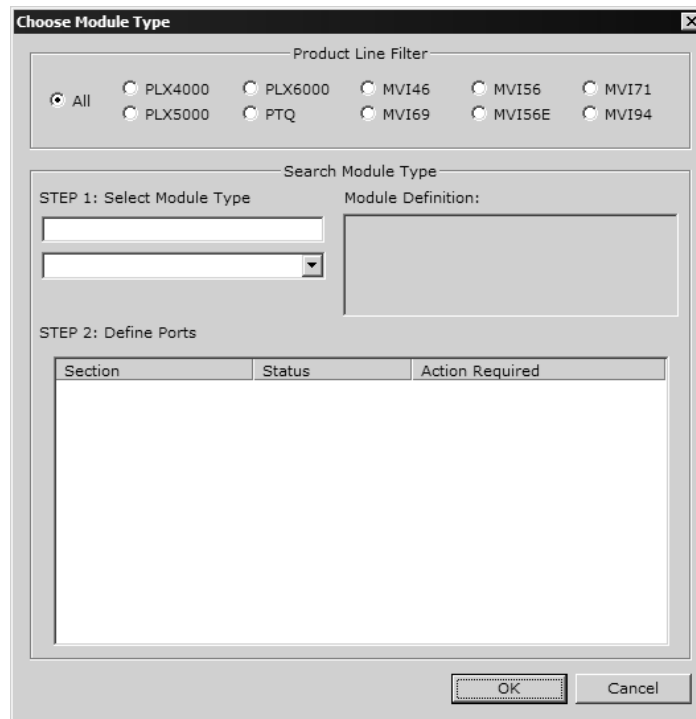 Choose Module Type
Product Line Filter
All
PLX4000 PLX6000 MVI46 MVI56 MVI71
PLX5000 PTQ MVI69 MVI56E MVI94
Search Module Type
STEP 1: Select Module Type Module Definition:
STEP 2: Define Ports
Section Status Action Required
OK Cancel